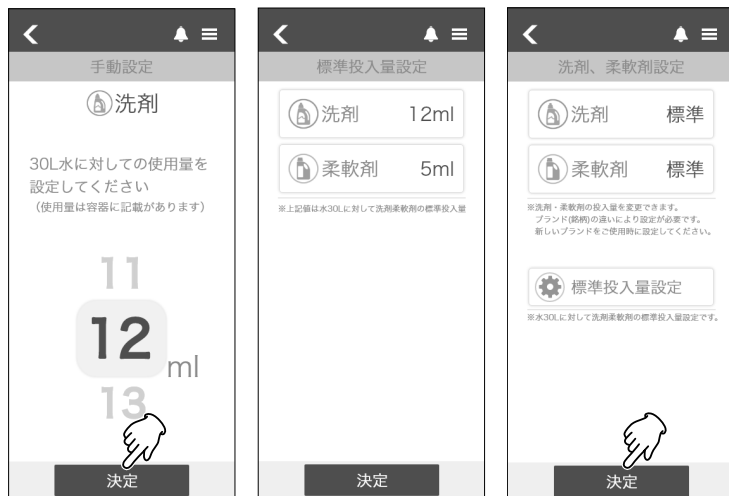 手動設定
洗剤
30L水に対しての使用量を
設定してください
（使用量は容器に記載があります）
11
12
ml
13
決定
標準投入量設定
洗剤 12ml
柔軟剤 5ml
※上記値は水30Lに対して洗剤柔軟剤の標準投入量
決定
洗剤、柔軟剤設定
洗剤 標準
柔軟剤 標準
※洗剤・柔軟剤の投入量を変更できます。
ブランド(銘柄)の違いにより設定が必要です。
新しいブランドをご使用時に設定してください。
標準投入量設定
※水30Lに対して洗剤柔軟剤の標準投入量設定です。
決定